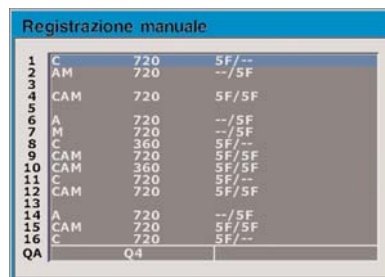 Registrazione manuale
1 C 720 5F/--
2 AM 720 --/5F
3
4 CAM 720 5F/5F
5
6 A 720 --/5F
7 M 720 --/5F
8 C 360 5F/--
9 CAM 720 5F/5F
10 CAM 360 5F/5F
11 C 720 5F/--
12 CAM 720 5F/5F
13
14 A 720 --/5F
15 CAM 720 5F/5F
16 C 720 5F/--
QA Q4